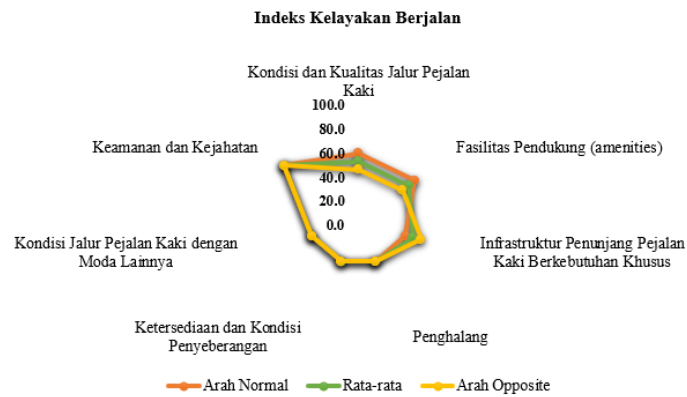 Indeks Kelayakan Berjalan
Kondisi dan Kualitas Jalur Pejalan
Kaki
100.0
80.0
60.0
40.0
20.0
0.0
Fasilitas Pendukung (amenities)
Infrastruktur Penunjang Pejalan
Kaki Berkebutuhan Khusus
Penghalang
Ketersediaan dan Kondisi
Penyeberangan
Kondisi Jalur Pejalan Kaki dengan
Moda Lainnya
Keamanan dan Kejahatan
Arah Normal
Rata-rata
Arah Opposite